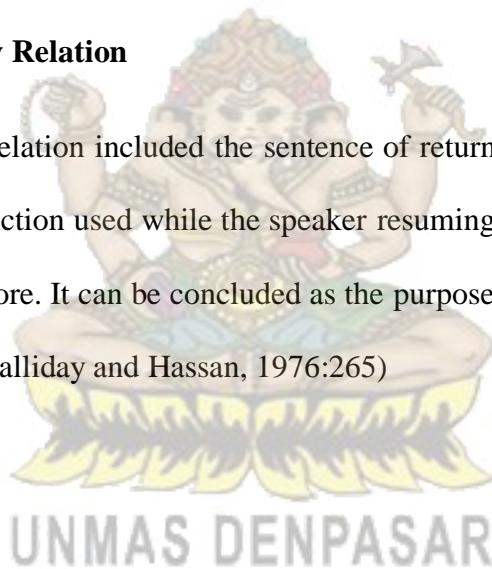 Relation
elation included the sentence of return
ction used while the speaker resuming
ore. It can be concluded as the purpose
alliday and Hassan, 1976:265)
UNMAS DENPASAR